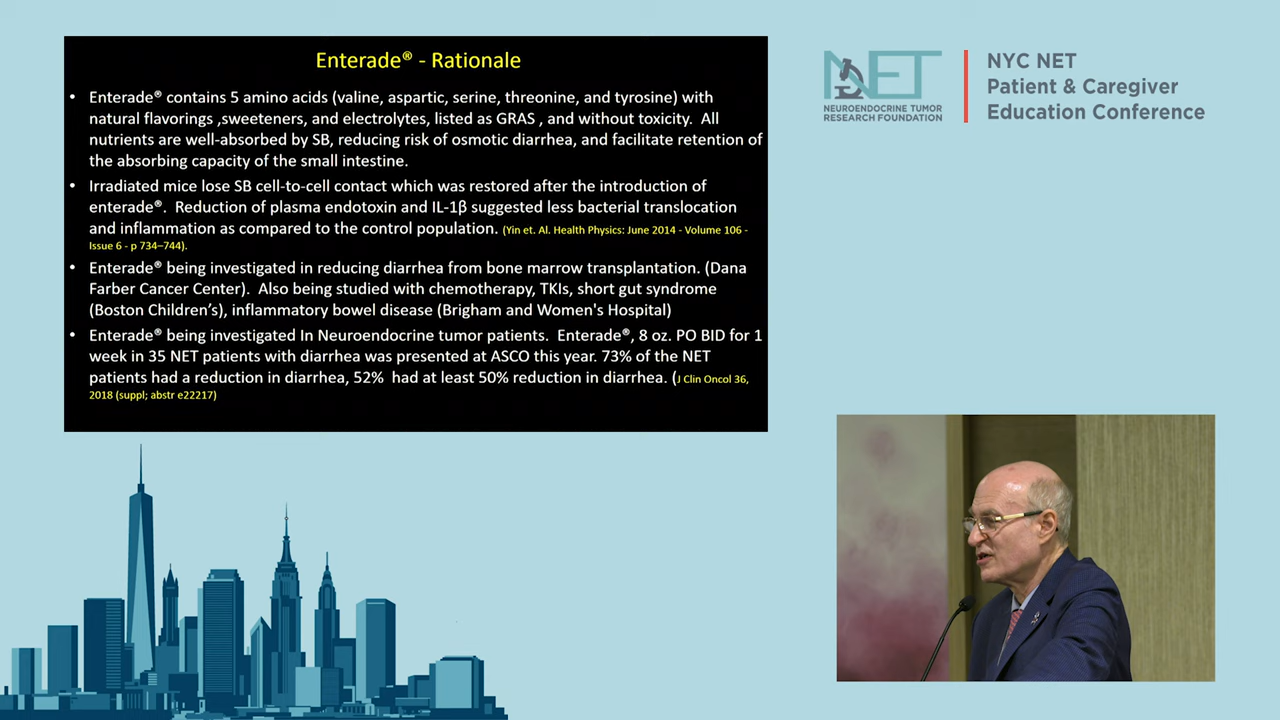 Enterade® - Rationale
• Enterade® contains 5 amino acids (valine, aspartic, serine, threonine, and tyrosine) with
natural flavorings ,sweeteners, and electrolytes, listed as GRAS , and without toxicity.  All
nutrients are well-absorbed by SB, reducing risk of osmotic diarrhea, and facilitate retention of
the absorbing capacity of the small intestine.
• Irradiated mice lose SB cell-to-cell contact which was restored after the introduction of
enterade®.  Reduction of plasma endotoxin and IL-1β suggested less bacterial translocation
and inflammation as compared to the control population. (Yin et. Al. Health Physics: June 2014 - Volume 106 -
Issue 6 - p 734–744).
• Enterade® being investigated in reducing diarrhea from bone marrow transplantation. (Dana
Farber Cancer Center).  Also being studied with chemotherapy, TKIs, short gut syndrome
(Boston Children’s), inflammatory bowel disease (Brigham and Women's Hospital)
• Enterade® being investigated In Neuroendocrine tumor patients.  Enterade®, 8 oz. PO BID for 1
week in 35 NET patients with diarrhea was presented at ASCO this year. 73% of the NET
patients had a reduction in diarrhea, 52%  had at least 50% reduction in diarrhea. (J Clin Oncol 36,
2018 (suppl; abstr e22217)
NET
NEUROENDOCRINE TUMOR
RESEARCH FOUNDATION
NYC NET
Patient & Caregiver
Education Conference